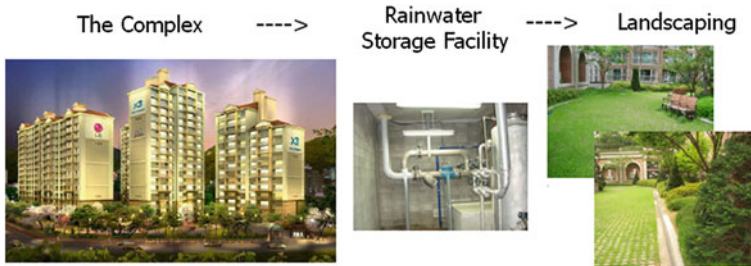 The Complex ----> Rainwater
Storage Facility ----> Landscaping